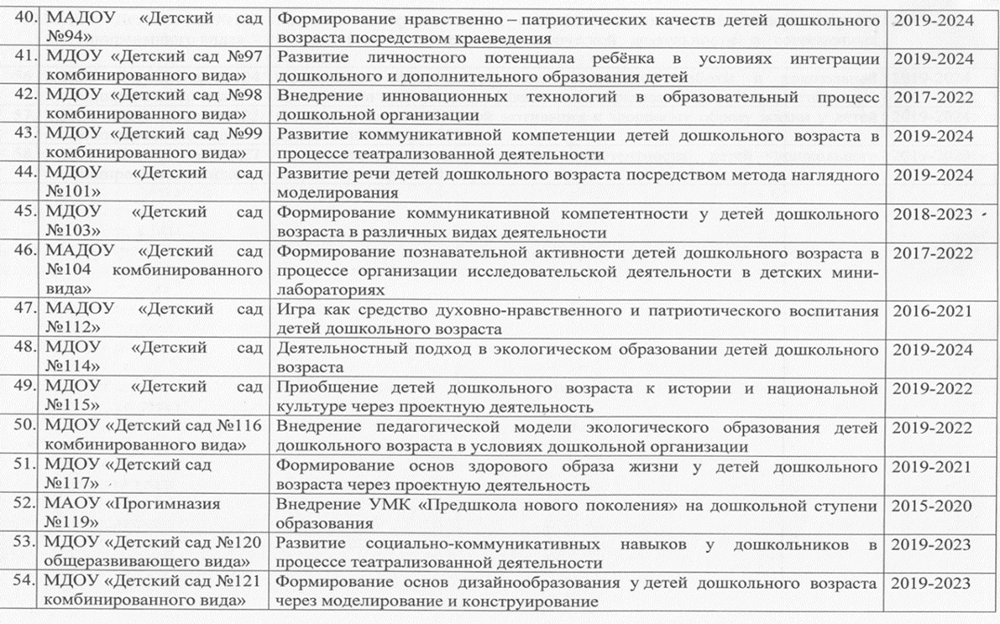 40. МАДОУ «Детский сад №94» Формирование нравственно – патриотических качеств детей дошкольного возраста посредством краеведения 2019-2024
41. МДОУ «Детский сад №97 комбинированного вида» Развитие личностного потенциала ребёнка в условиях интеграции дошкольного и дополнительного образования детей 2019-2024
42. МДОУ «Детский сад №98 комбинированного вида» Внедрение инновационных технологий в образовательный процесс дошкольной организации 2017-2022
43. МДОУ «Детский сад №99 комбинированного вида» Развитие коммуникативной компетенции детей дошкольного возраста в процессе театрализованной деятельности 2019-2024
44. МДОУ «Детский сад №101» Развитие речи детей дошкольного возраста посредством метода наглядного моделирования 2019-2024
45. МДОУ «Детский сад №103» Формирование коммуникативной компетентности у детей дошкольного возраста в различных видах деятельности 2018-2023
46. МАДОУ «Детский сад №104 комбинированного вида» Формирование познавательной активности детей дошкольного возраста в процессе организации исследовательской деятельности в детских мини-лабораториях 2017-2022
47. МАДОУ «Детский сад №112» Игра как средство духовно-нравственного и патриотического воспитания детей дошкольного возраста 2016-2021
48. МДОУ «Детский сад №114» Деятельностный подход в экологическом образовании детей дошкольного возраста 2019-2024
49. МДОУ «Детский сад №115» Приобщение детей дошкольного возраста к истории и национальной культуре через проектную деятельность 2019-2022
50. МДОУ «Детский сад №116 комбинированного вида» Внедрение педагогической модели экологического образования детей дошкольного возраста в условиях дошкольной организации 2019-2022
51. МДОУ «Детский сад №117» Формирование основ здорового образа жизни у детей дошкольного возраста через проектную деятельность 2019-2021
52. МАОУ «Прогимназия №119» Внедрение УМК «Предшкола нового поколения» на дошкольной ступени образования 2015-2020
53. МДОУ «Детский сад №120 общеразвивающего вида» Развитие социально-коммуникативных навыков у дошкольников в процессе театрализованной деятельности 2019-2023
54. МДОУ «Детский сад №121 комбинированного вида» Формирование основ дизайнообразования у детей дошкольного возраста через моделирование и конструирование 2019-2023